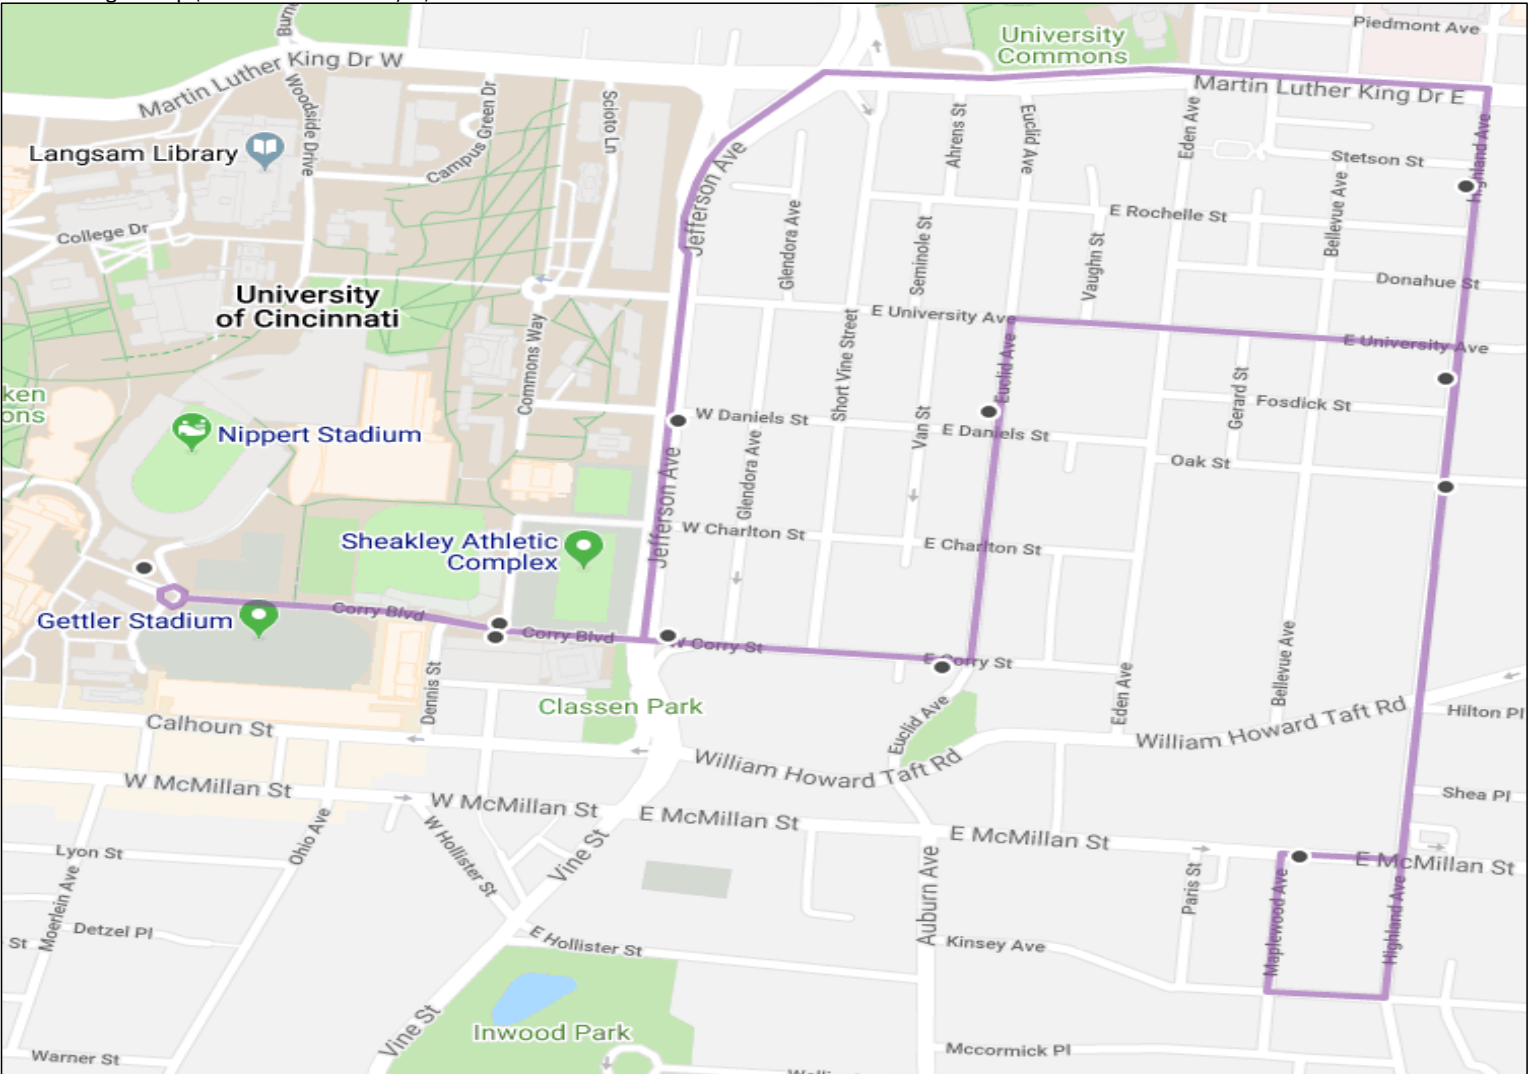 Piedmont Ave
University
Commons
Martin Luther King Dr W
Martin Luther King Dr E
Woodside Drive
Campus Green Dr
Scioto Ln
Ahrens St
Euclid Ave
Eden Ave
Highland Ave
Langsam Library
Stetson St
Jefferson Ave
Bellevue Ave
College Dr
Glendora Ave
E Rochelle St
Seminole St
Vaughn St
Donahue St
University
of Cincinnati
E University Ave
E University Ave
Commons Way
Short Vine Street
Euclid Ave
Gerard St
Fosdick St
Nippert Stadium
W Daniels St
Van St
E Daniels St
Oak St
Glendora Ave
Jefferson Ave
W Charlton St
E Charlton St
Sheakley Athletic
Complex
Gettler Stadium
Corry Blvd
Corry Blvd
W Corry St
E Corry St
Bellevue Ave
Dennis St
Eden Ave
Classen Park
Euclid Ave
William Howard Taft Rd
Hilton Pl
Calhoun St
William Howard Taft Rd
W McMillan St
W McMillan St
E McMillan St
E McMillan St
E McMillan St
Shea Pl
Lyon St
Ohio Ave
W Hollister St
Vine St
Auburn Ave
Paris St
Maplewood Ave
Highland Ave
Moerlein Ave
Detzel Pl
St
E Hollister St
Kinsey Ave
Vine St
Inwood Park
Warner St
Mccormick Pl